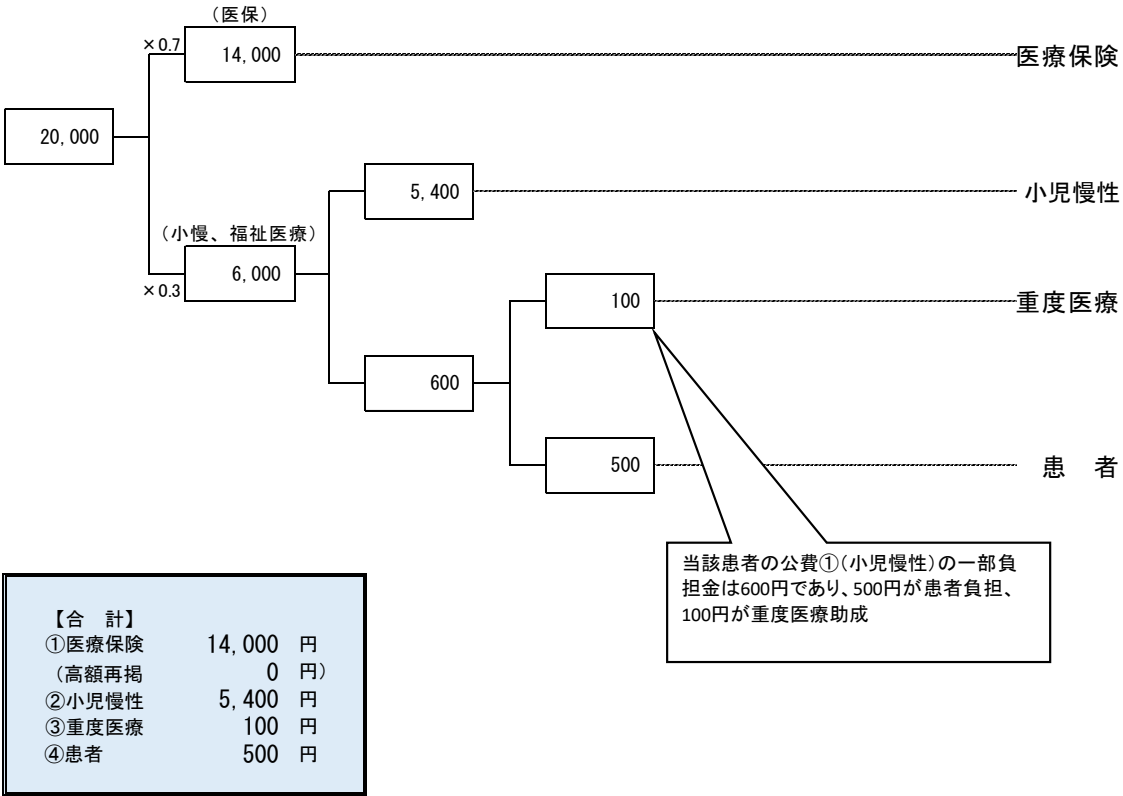 （医保）
×0.7
14,000
医療保険
20,000
5,400
小児慢性
（小慢、福祉医療）
6,000
×0.3
100
重度医療
600
500
患　者
当該患者の公費①（小児慢性）の一部負
担金は600円であり、500円が患者負担、
100円が重度医療助成
【合　計】
①医療保険　14,000　円
（高額再掲　0　円）
②小児慢性　5,400　円
③重度医療　100　円
④患者　500　円